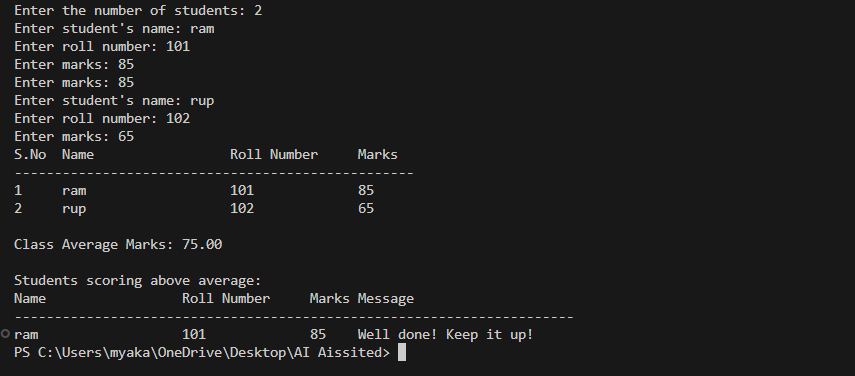 Enter the number of students: 2
Enter student's name: ram
Enter roll number: 101
Enter marks: 85
Enter marks: 85
Enter student's name: rup
Enter roll number: 102
Enter marks: 65
S.No  Name                 Roll Number     Marks
--------------------------------------------------
1     ram                  101             85
2     rup                  102             65
Class Average Marks: 75.00
Students scoring above average:
Name                 Roll Number     Marks Message
----------------------------------------------------------------------
ram                  101             85    Well done! Keep it up!
PS C:\Users\myaka\OneDrive\Desktop\AI Aissited>